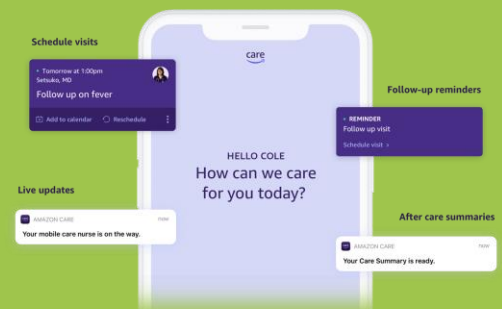 Schedule visits
Tomorrow at 1:00pm
Setsuko, MD
Follow up on fever
Add to calendar
Reschedule
care
Follow-up reminders
REMINDER
Follow up visit
Schedule visit >
HELLO COLE
How can we care
for you today?
Live updates
AMAZON CARE
now
Your mobile care nurse is on the way.
After care summaries
AMAZON CARE
now
Your Care Summary is ready.